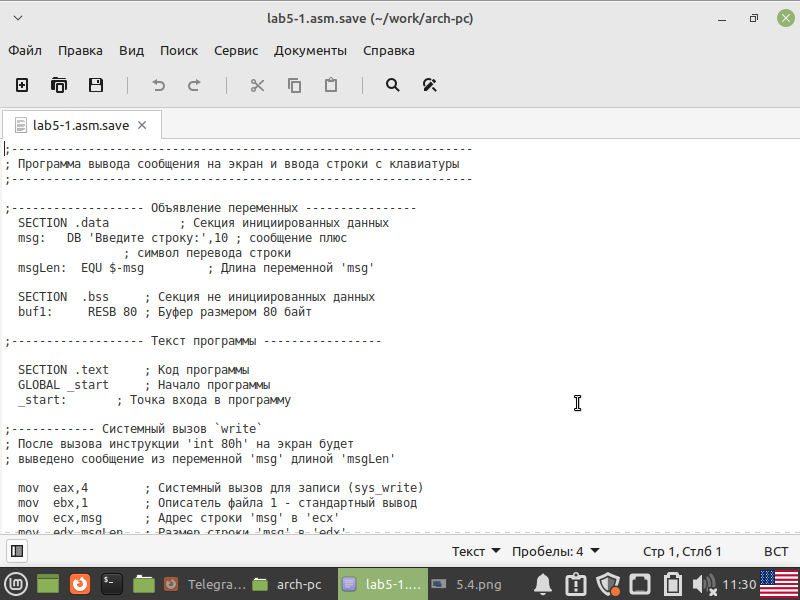 lab5-1.asm.save (~/work/arch-pc)
Файл Правка Вид Поиск Сервис Документы Справка
lab5-1.asm.save
;------------------------------------------------------------------
; Программа вывода сообщения на экран и ввода строки с клавиатуры
;------------------------------------------------------------------
;------------------- Объявление переменных ----------------
SECTION .data ; Секция инициированных данных
msg: DB 'Введите строку:',10 ; сообщение плюс
; символ перевода строки
msgLen: EQU $-msg ; Длина переменной 'msg'
SECTION .bss ; Секция не инициированных данных
buf1: RESB 80 ; Буфер размером 80 байт
;------------------- Текст программы -----------------
SECTION .text ; Код программы
GLOBAL _start ; Начало программы
_start: ; Точка входа в программу
;------------ Системный вызов `write`
; После вызова инструкции 'int 80h' на экран будет
; выведено сообщение из переменной 'msg' длиной 'msgLen'
mov eax,4 ; Системный вызов для записи (sys_write)
mov ebx,1 ; Описатель файла 1 - стандартный вывод
mov ecx,msg ; Адрес строки 'msg' в 'ecx'
mov edx,msgLen ; Размер строки 'msg' в 'edx'
Текст Пробелы: 4 Стр 1, Стлб 1 ВСТ
Telegra... arch-pc lab5-1.... 5.4.png 11:30